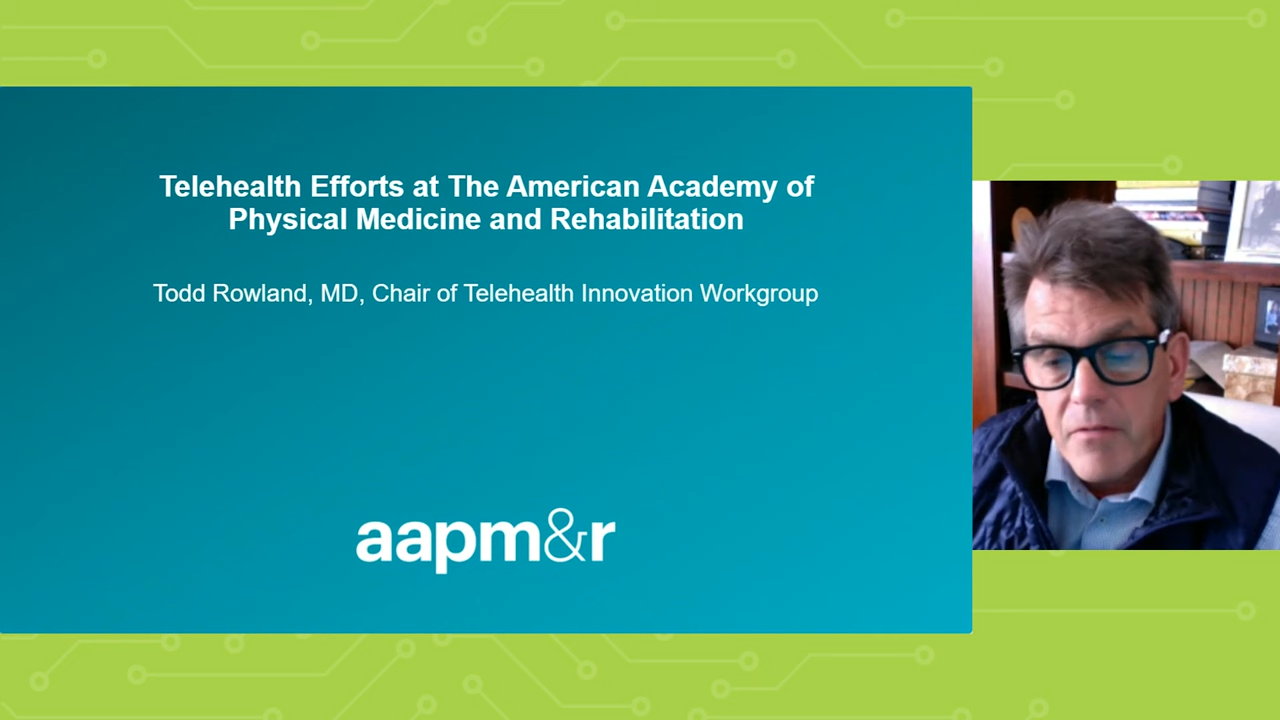 Telehealth Efforts at The American Academy of
Physical Medicine and Rehabilitation
Todd Rowland, MD, Chair of Telehealth Innovation Workgroup
aapm&r